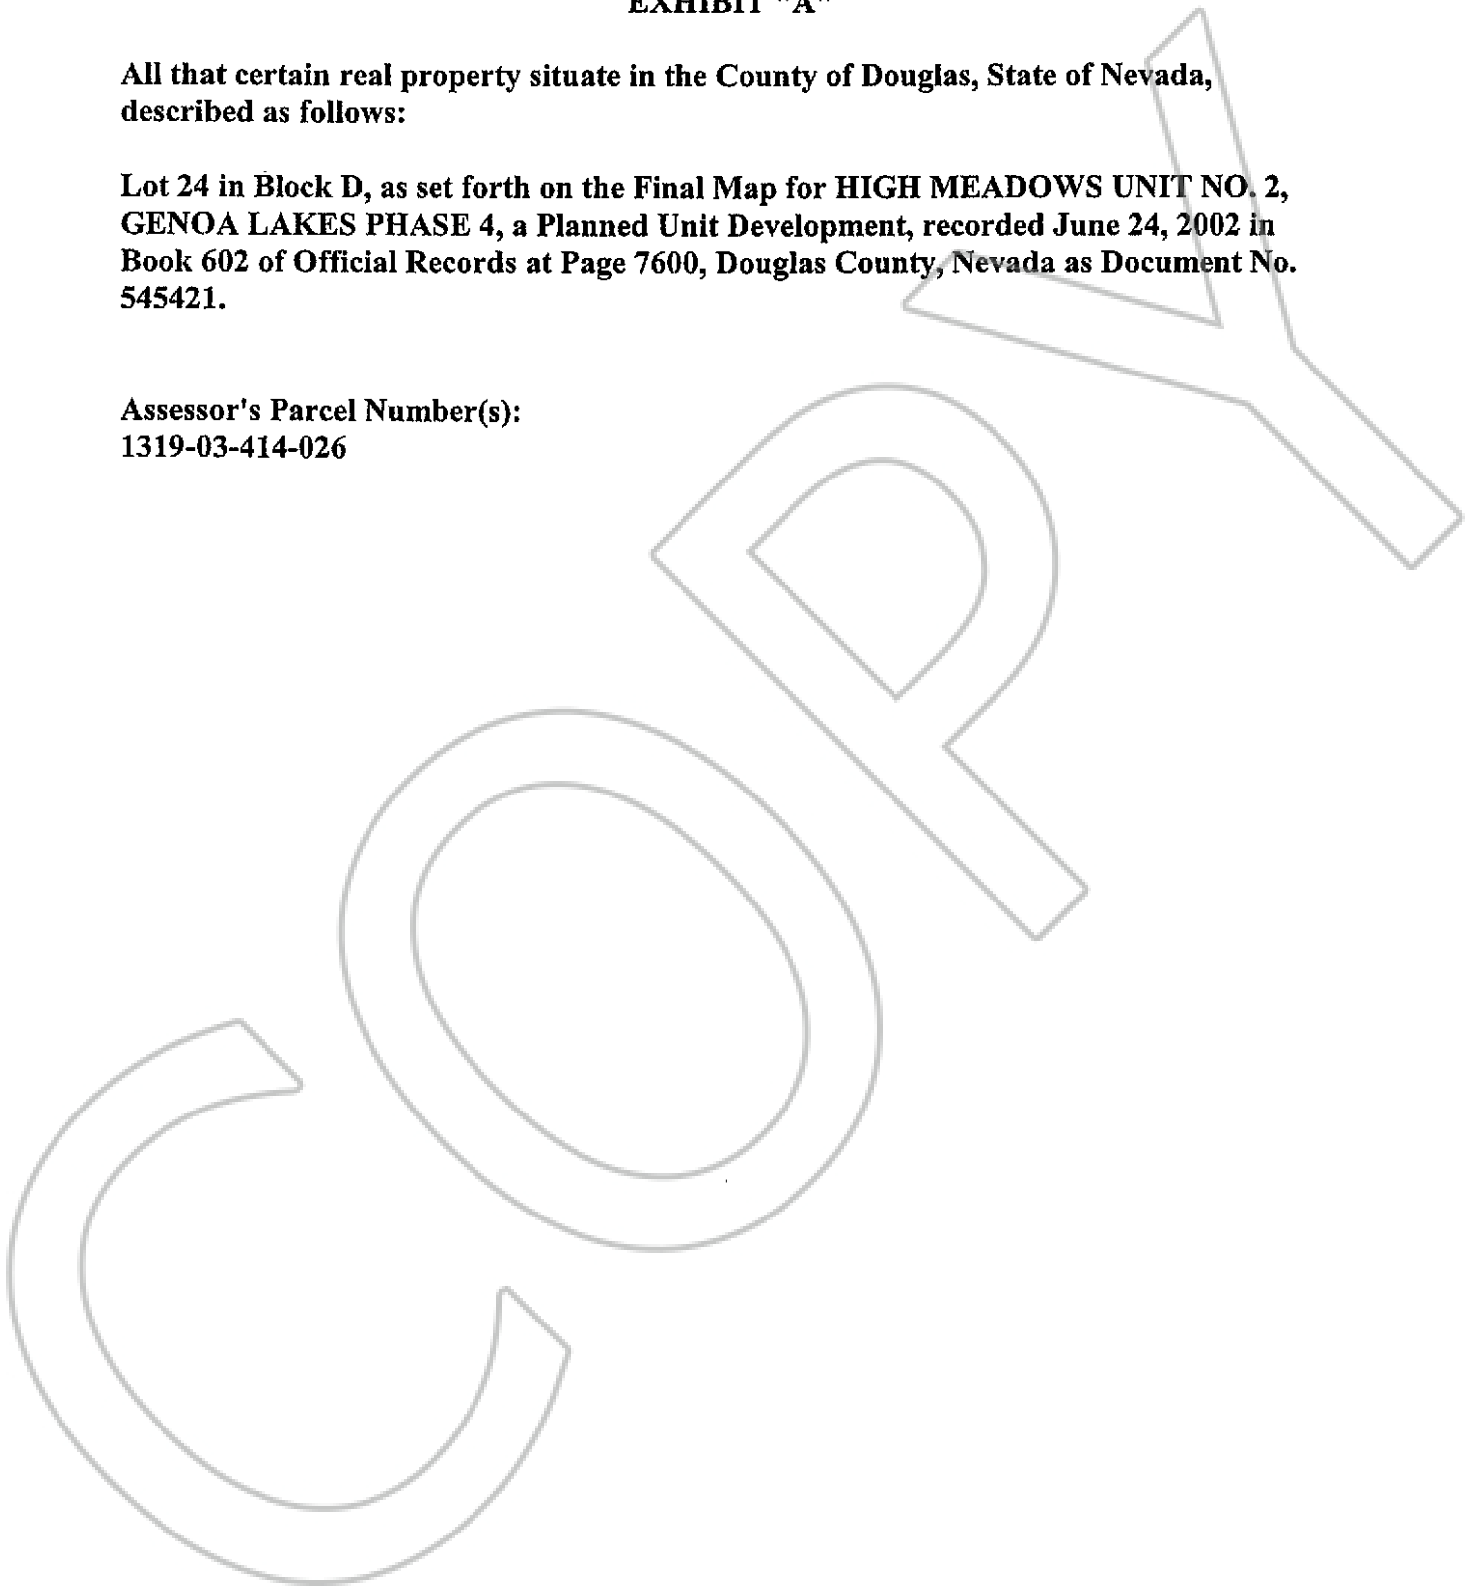 EXHIBIT "A"
All that certain real property situate in the County of Douglas, State of Nevada,
described as follows:
Lot 24 in Block D, as set forth on the Final Map for HIGH MEADOWS UNIT NO. 2,
GENOA LAKES PHASE 4, a Planned Unit Development, recorded June 24, 2002 in
Book 602 of Official Records at Page 7600, Douglas County, Nevada as Document No.
545421.
Assessor's Parcel Number(s):
1319-03-414-026
COPY